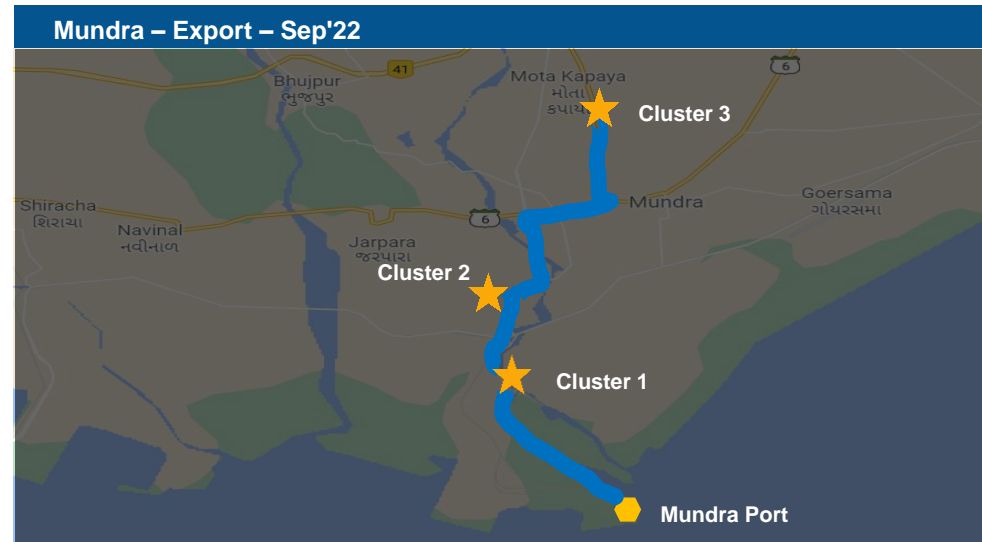 Mundra – Export – Sep'22
41
Bhujpur
ભુજપુર
Mota Kapaya
મોતા
કપાયા
6
Cluster 3
Shiracha
શિરાચા
Navinal
નવીનાળ
6
Mundra
Goersama
ગોયરસમા
Jarpara
જરપારા
Cluster 2
Cluster 1
Mundra Port